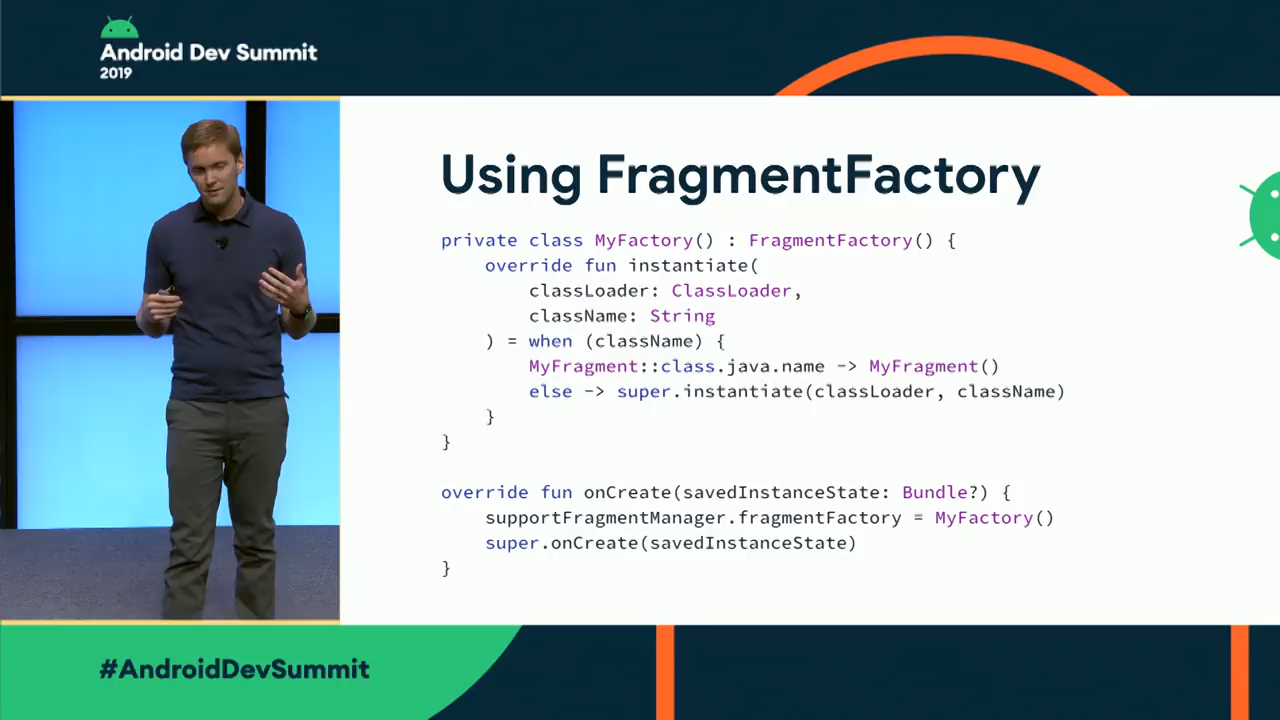 Android Dev Summit
2019
Using FragmentFactory
private class MyFactory() : FragmentFactory() {
    override fun instantiate(
        classLoader: ClassLoader,
        className: String
    ) = when (className) {
        MyFragment::class.java.name -> MyFragment()
        else -> super.instantiate(classLoader, className)
    }
}
override fun onCreate(savedInstanceState: Bundle?) {
    supportFragmentManager.fragmentFactory = MyFactory()
    super.onCreate(savedInstanceState)
}
#AndroidDevSummit